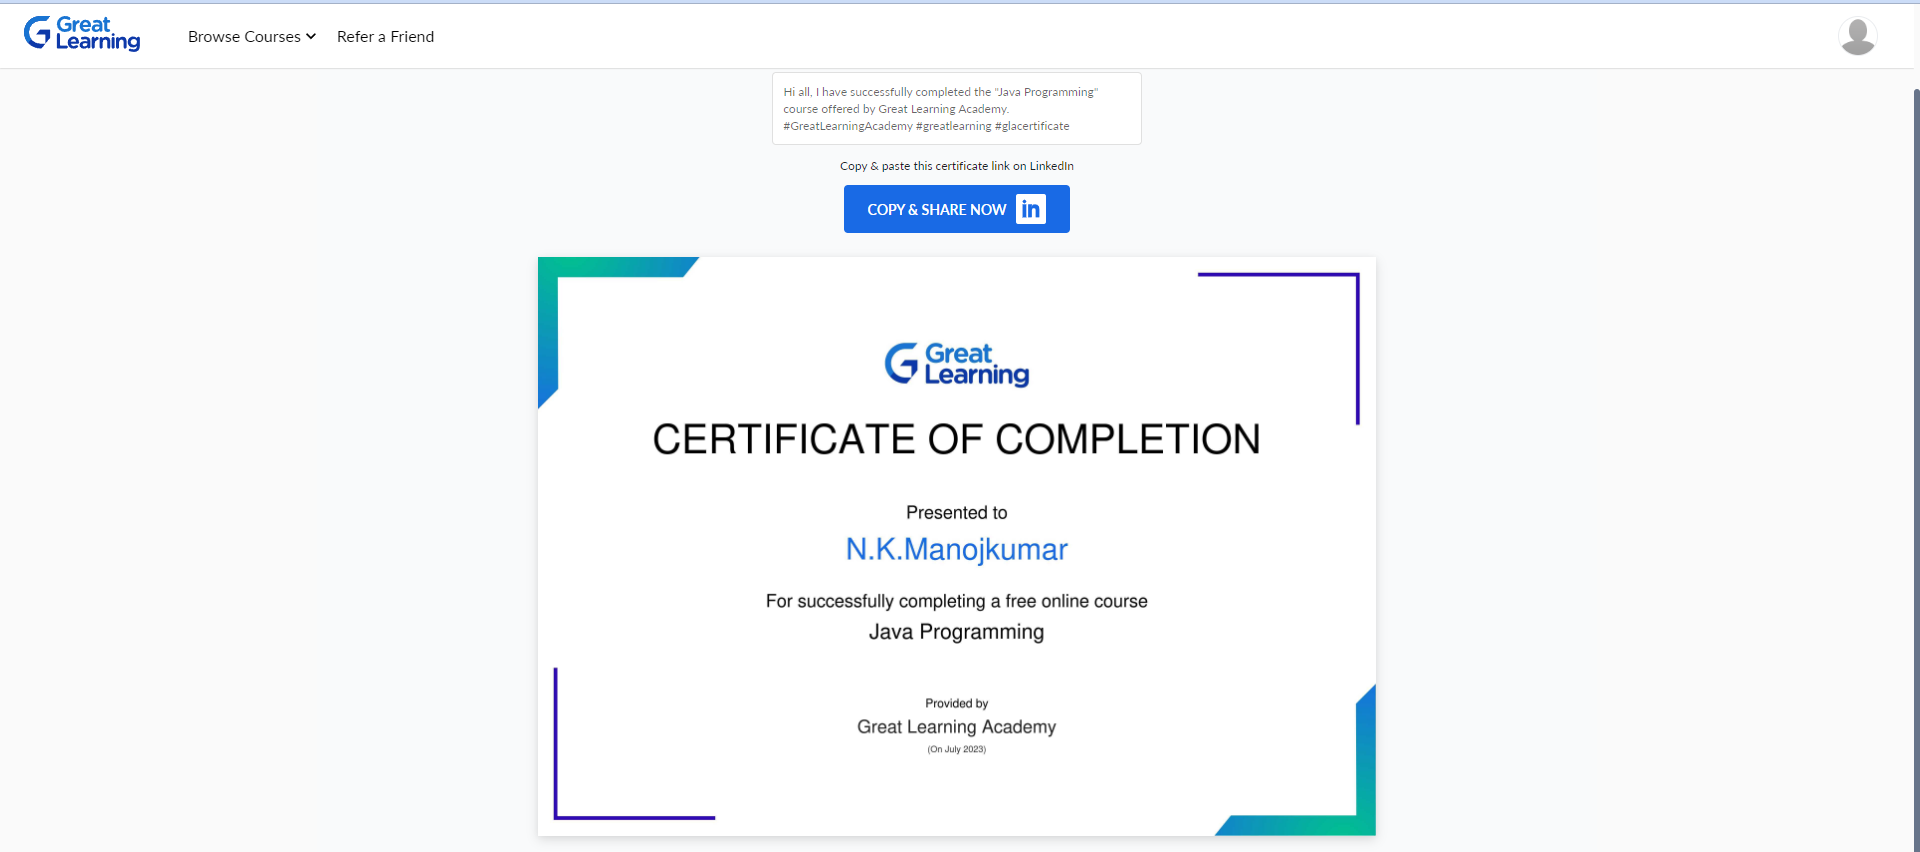 Great
Learning
Browse Courses
Refer a Friend
Hi all, I have successfully completed the "Java Programming"
course offered by Great Learning Academy.
#GreatLearningAcademy #greatlearning #glacertificate
Copy & paste this certificate link on LinkedIn
COPY & SHARE NOW in
Great
Learning
CERTIFICATE OF COMPLETION
Presented to
N.K.Manojkumar
For successfully completing a free online course
Java Programming
Provided by
Great Learning Academy
(On July 2023)